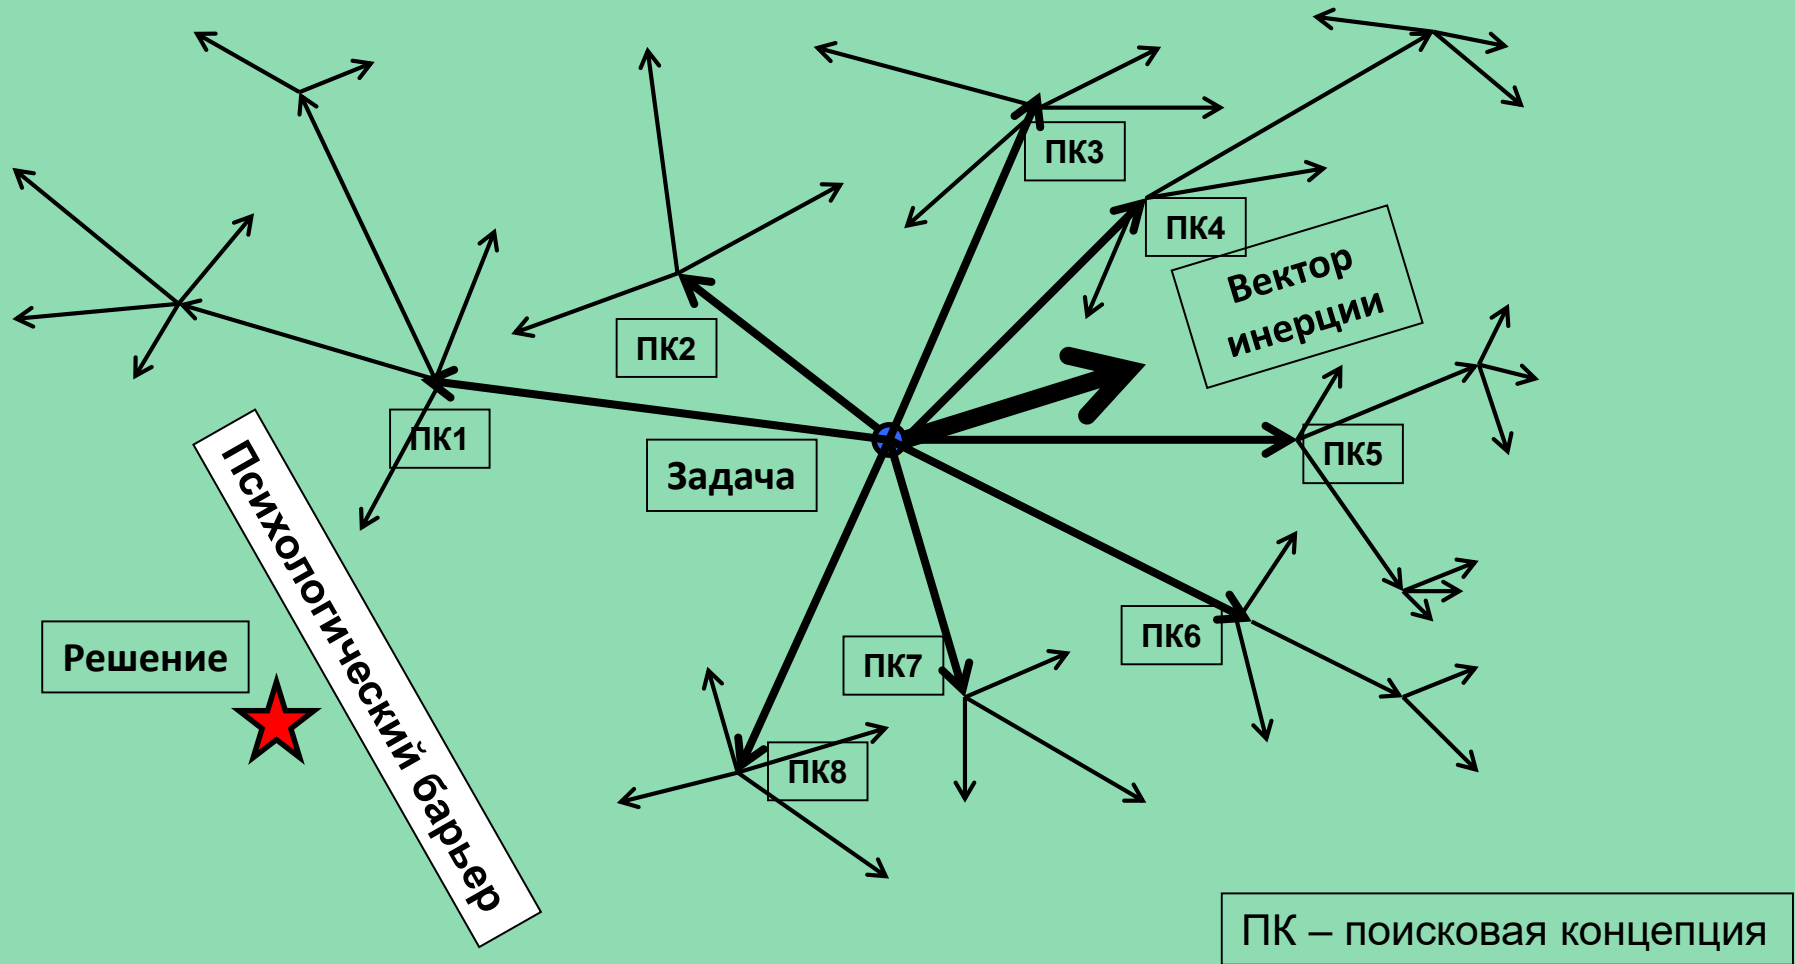 ПК3
ПК4
Вектор
инерции
ПК2
ПК1
Задача
ПК5
Психологический барьер
Решение
ПК6
ПК7
ПК8
ПК – поисковая концепция